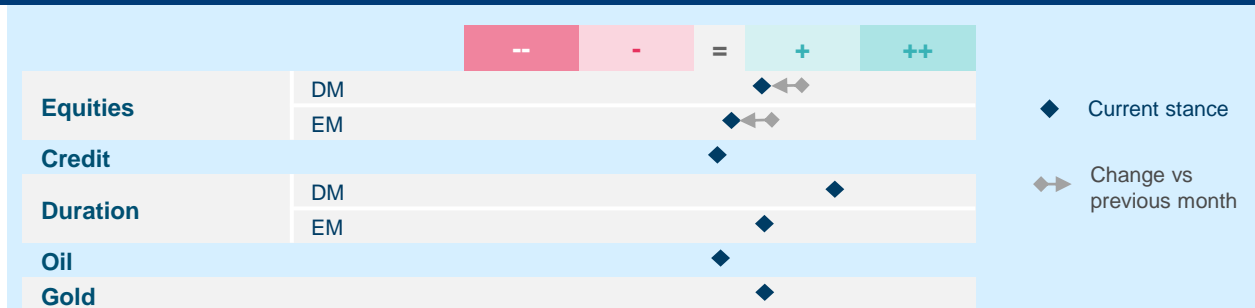 -- - = + ++
Equities
DM
EM
Credit
Duration
DM
EM
Oil
Gold
Current stance
Change vs
previous month